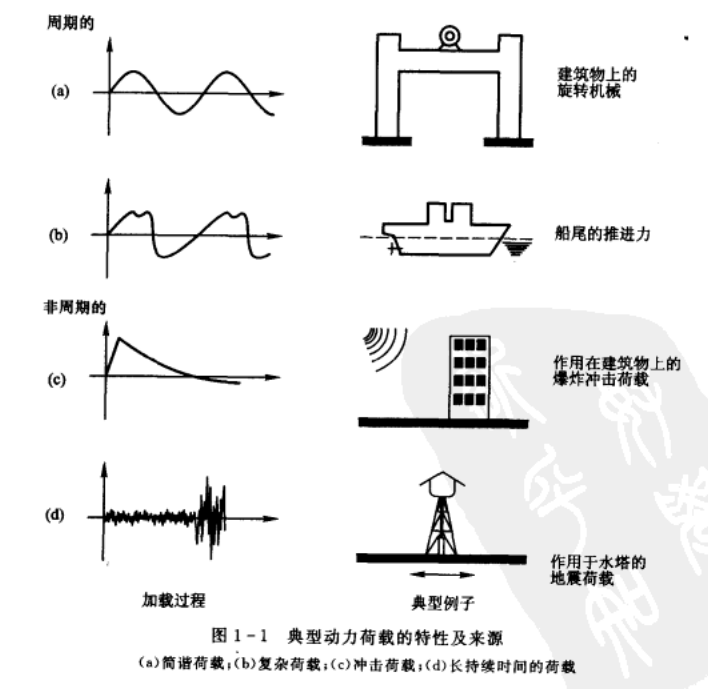 周期的
(a)
建筑物上的
旋转机械
(b)
船尾的推进力
非周期的
(c)
作用在建筑物上的
爆炸冲击荷载
(d)
作用于水塔的
地震荷载
加载过程
典型例子
图 1-1 典型动力荷载的特性及来源
(a)简谐荷载;(b)复杂荷载;(c)冲击荷载;(d)长持续时间的荷载